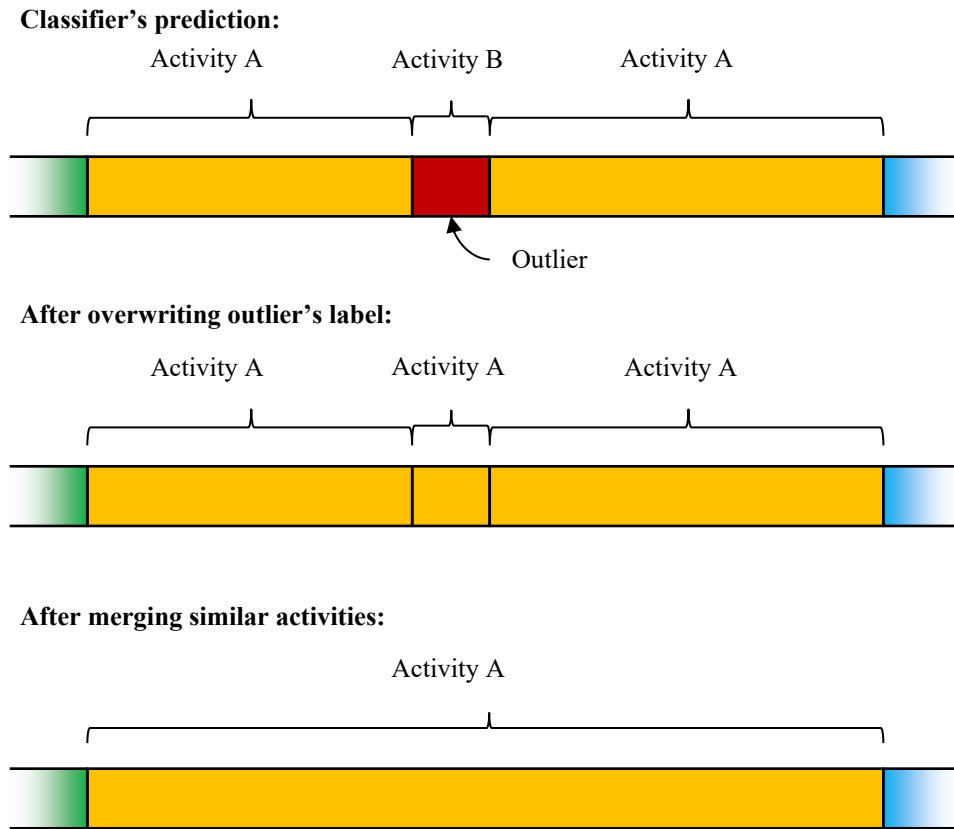 Classifier’s prediction:
Activity A Activity B Activity A
Outlier
After overwriting outlier’s label:
Activity A Activity A Activity A
After merging similar activities:
Activity A